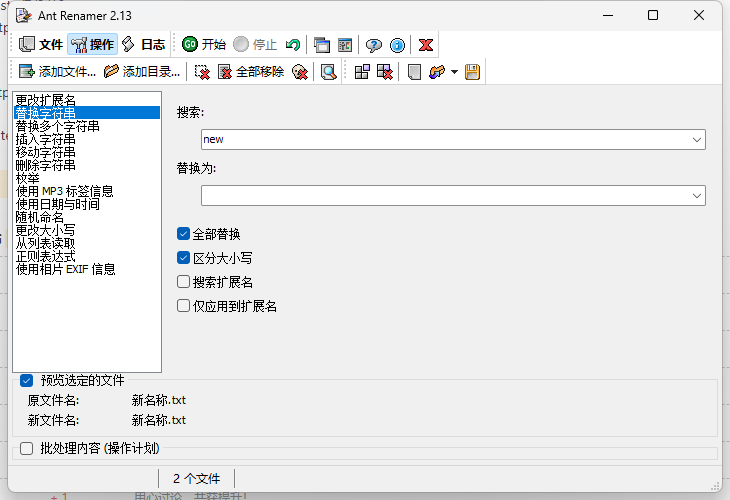 Ant Renamer 2.13
文件 操作 日志 开始 停止
添加文件... 添加目录... 全部移除
更改扩展名
替换字符串
替换多个字符串
插入字符串
移动字符串
删除字符串
枚举
使用 MP3 标签信息
使用日期与时间
随机命名
更改大小写
从列表读取
正则表达式
使用相片 EXIF 信息
搜索:
new
替换为:
全部替换
区分大小写
搜索扩展名
仅应用到扩展名
预览选定的文件
原文件名: 新名称.txt
新文件名: 新名称.txt
批处理内容 (操作计划)
2 个文件